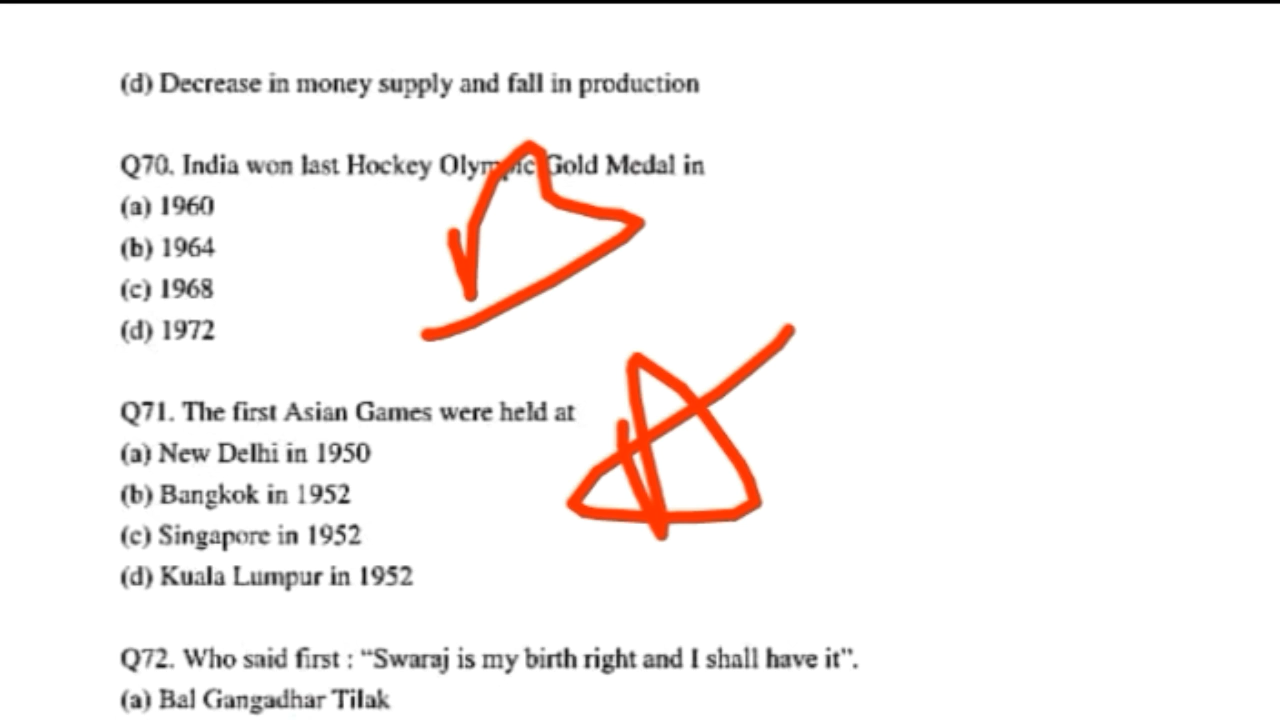 (d) Decrease in money supply and fall in production
Q70. India won last Hockey Olympic Gold Medal in
(a) 1960
(b) 1964
(c) 1968
(d) 1972
Q71. The first Asian Games were held at
(a) New Delhi in 1950
(b) Bangkok in 1952
(c) Singapore in 1952
(d) Kuala Lumpur in 1952
Q72. Who said first : “Swaraj is my birth right and I shall have it”.
(a) Bal Gangadhar Tilak